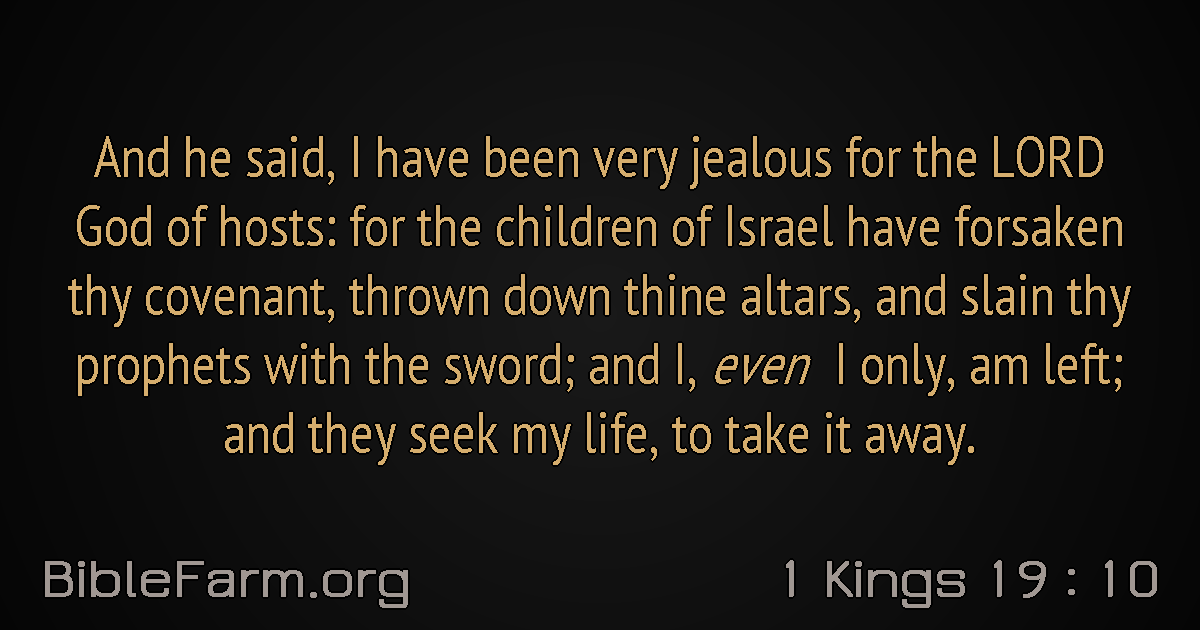 And he said, I have been very jealous for the LORD
God of hosts: for the children of Israel have forsaken
thy covenant, thrown down thine altars, and slain thy
prophets with the sword; and I, even I only, am left;
and they seek my life, to take it away.
BibleFarm.org
1 Kings 19 : 10